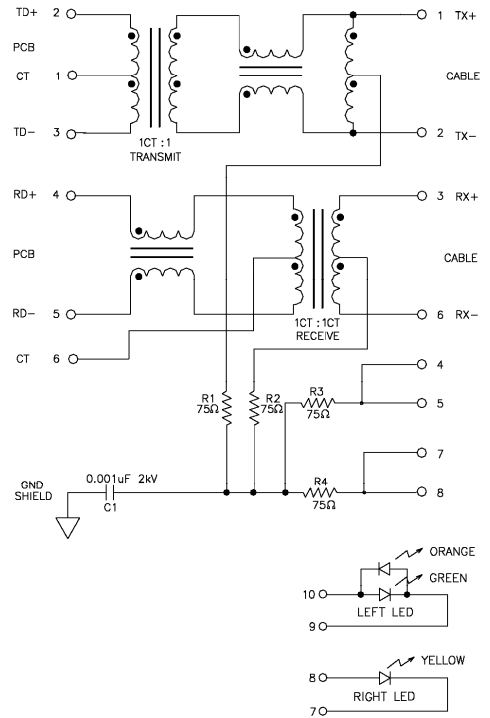 TD+ 2
1 TX+
PCB
CT 1
CABLE
TD- 3
2 TX-
1CT : 1
TRANSMIT
RD+ 4
3 RX+
PCB
CABLE
RD- 5
6 RX-
1CT : 1CT
RECEIVE
CT 6
4
R1
75Ω
R2
75Ω
R3
75Ω
5
7
0.001uF 2kV
GND
SHIELD
C1
R4
75Ω
8
ORANGE
GREEN
10
LEFT LED
9
YELLOW
8
RIGHT LED
7